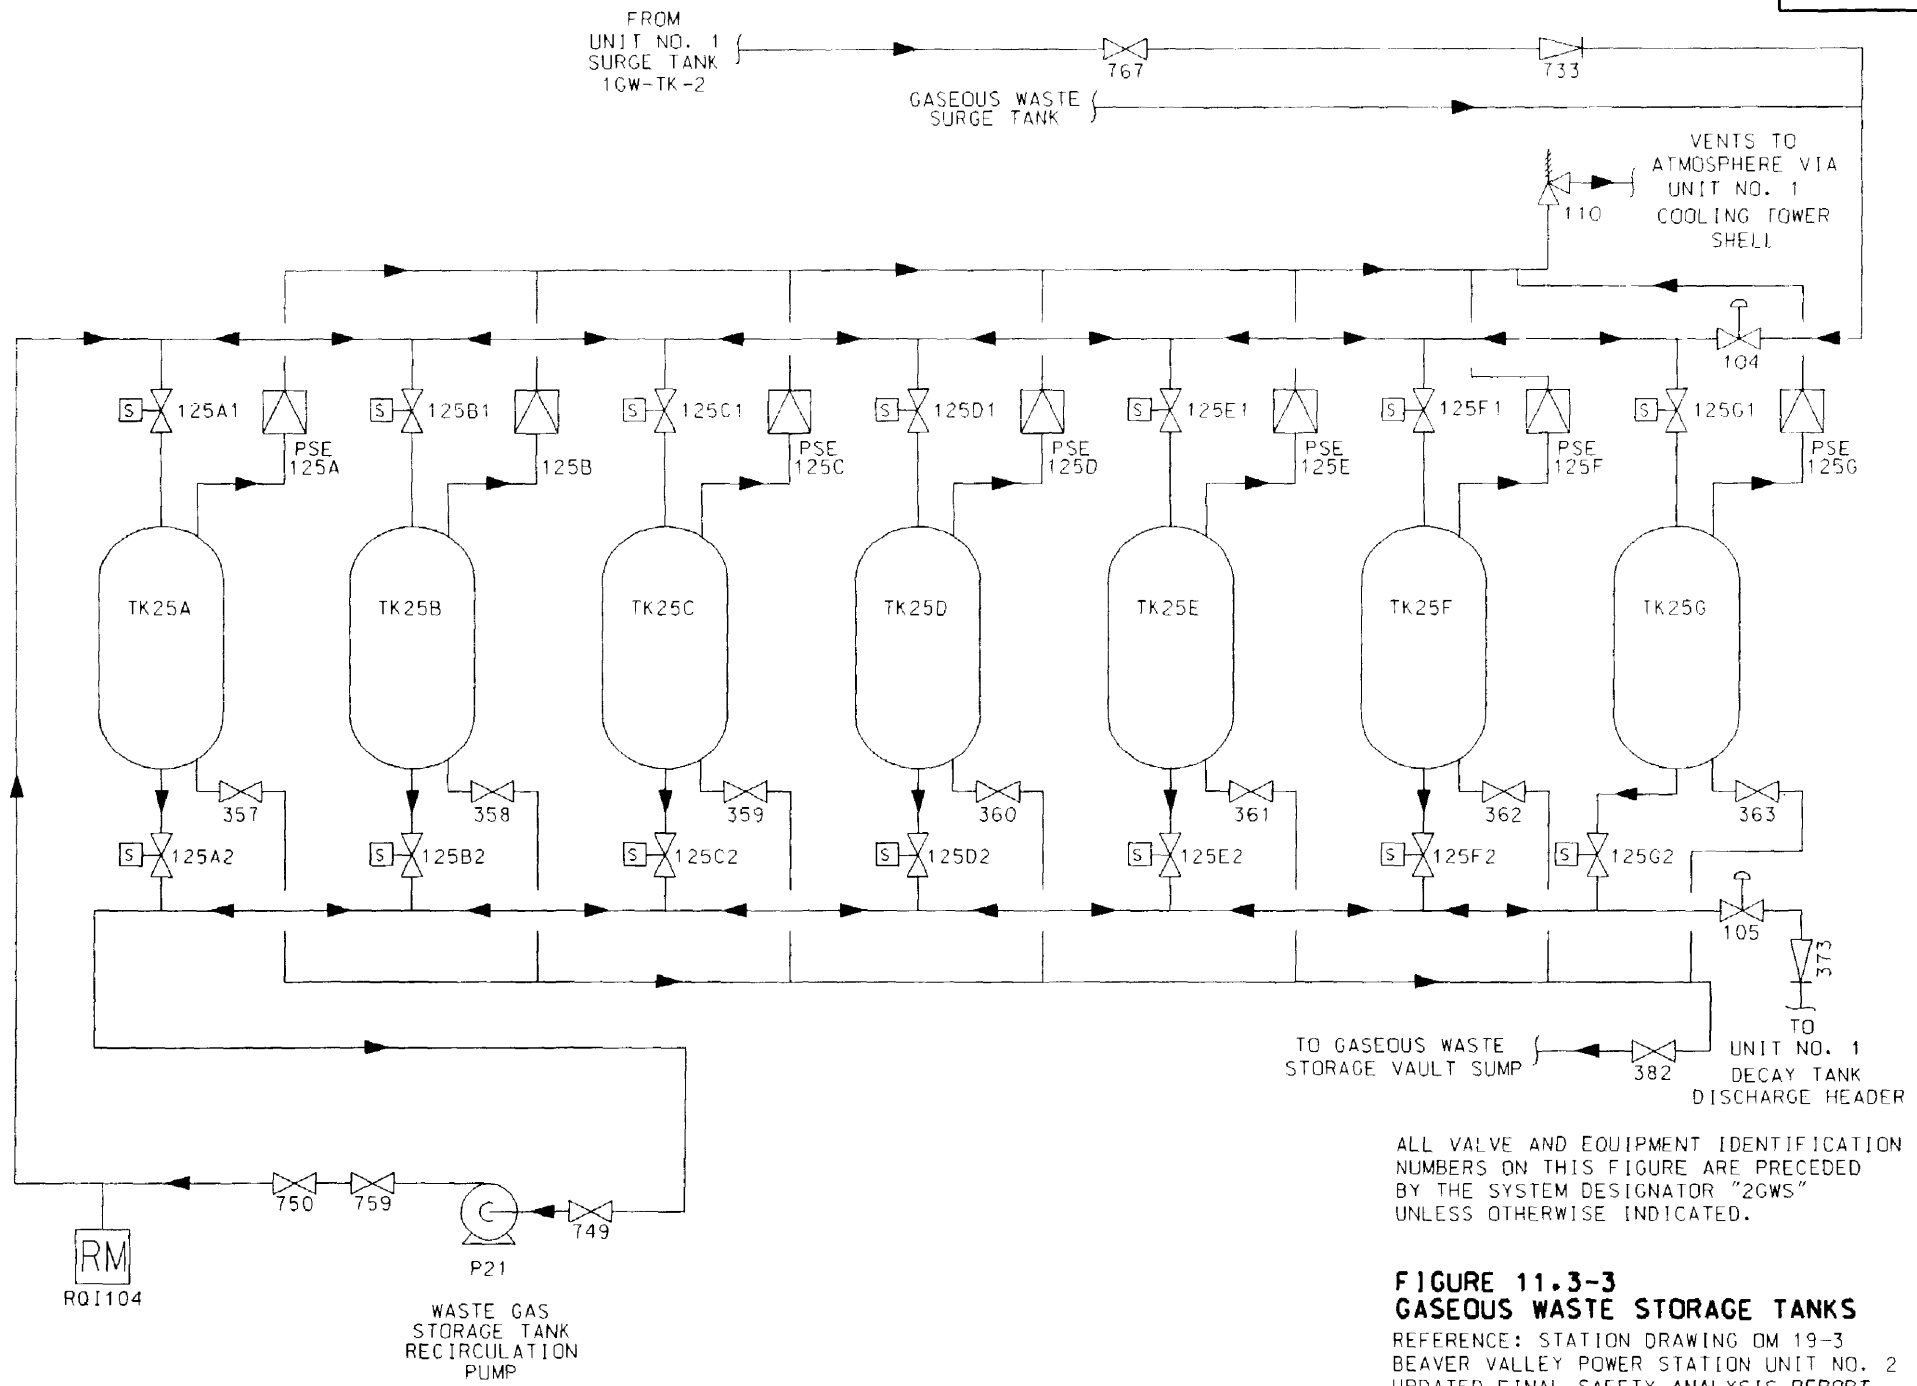 FROM
UNIT NO. 1
SURGE TANK
1GW-TK-2
767
733
GASEOUS WASTE
SURGE TANK
VENTS TO
ATMOSPHERE VIA
UNIT NO. 1
COOLING TOWER
SHELL
110
104
S 125A1
S 125B1
S 125C1
S 125D1
S 125E1
S 125F1
S 125G1
PSE
125A
125B
PSE
125C
PSE
125D
PSE
125E
PSE
125F
PSE
125G
TK25A
TK25B
TK25C
TK25D
TK25E
TK25F
TK25G
357
358
359
360
361
362
363
S 125A2
S 125B2
S 125C2
S 125D2
S 125E2
S 125F2
S 125G2
105
373
TO
UNIT NO. 1
DECAY TANK
DISCHARGE HEADER
TO GASEOUS WASTE
STORAGE VAULT SUMP
382
750
759
749
C
P21
RM
RQI104
WASTE GAS
STORAGE TANK
RECIRCULATION
PUMP
ALL VALVE AND EQUIPMENT IDENTIFICATION
NUMBERS ON THIS FIGURE ARE PRECEDED
BY THE SYSTEM DESIGNATOR "2GWS"
UNLESS OTHERWISE INDICATED.
FIGURE 11.3-3
GASEOUS WASTE STORAGE TANKS
REFERENCE: STATION DRAWING OM 19-3
BEAVER VALLEY POWER STATION UNIT NO. 2
UPDATED FINAL SAFETY ANALYSIS REPORT